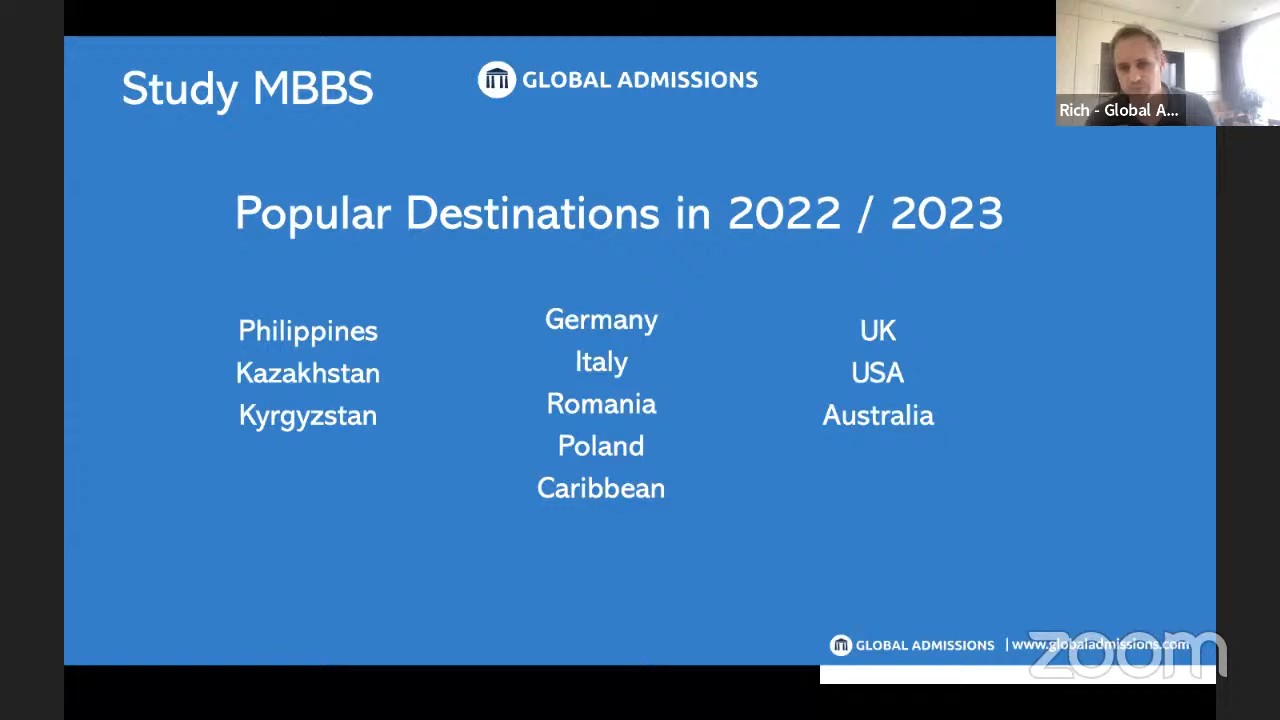 Study MBBS
GLOBAL ADMISSIONS
Rich - Global A...
Popular Destinations in 2022 / 2023
Philippines
Kazakhstan
Kyrgyzstan
Germany
Italy
Romania
Poland
Caribbean
UK
USA
Australia
GLOBAL ADMISSIONS | www.globaladmissions.com
zoom